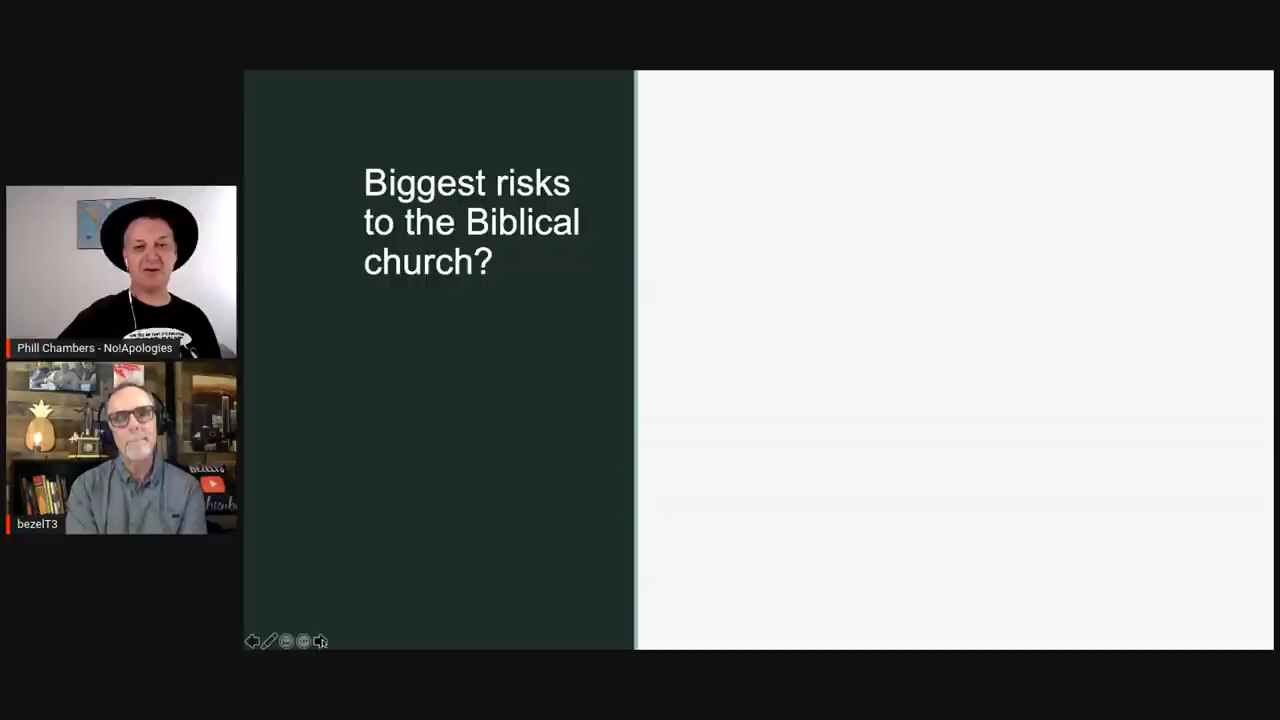 Biggest risks
to the Biblical
church?
Phill Chambers - No!Apologies
bezelT3